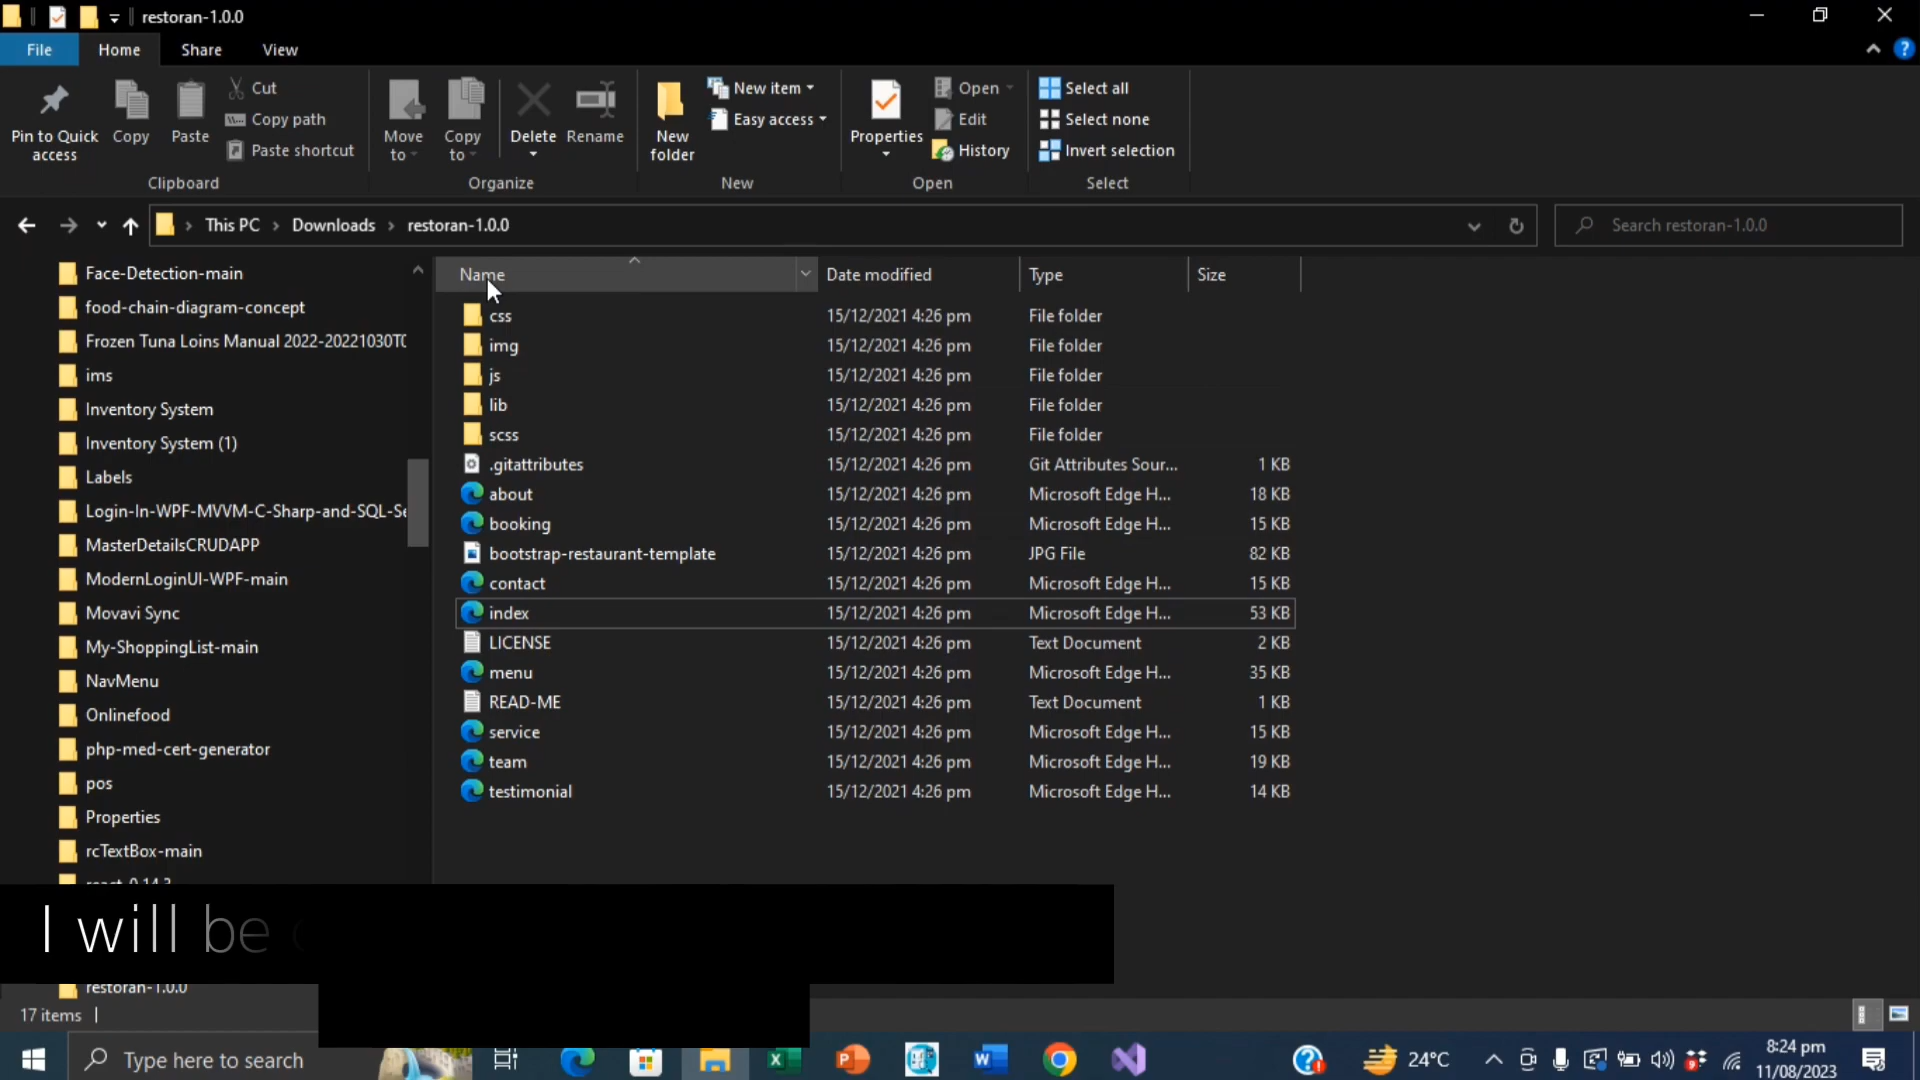 restoran-1.0.0
File Home Share View
Pin to Quick access
Copy
Paste
Cut
Copy path
Paste shortcut
Clipboard
Move to
Copy to
Delete
Rename
Organize
New folder
New item
Easy access
New
Properties
Open
Edit
History
Open
Select all
Select none
Invert selection
Select
This PC > Downloads > restoran-1.0.0
Search restoran-1.0.0
Face-Detection-main
food-chain-diagram-concept
Frozen Tuna Loins Manual 2022-20221030T0
ims
Inventory System
Inventory System (1)
Labels
Login-In-WPF-MVVM-C-Sharp-and-SQL-Se
MasterDetailsCRUDAPP
ModernLoginUI-WPF-main
Movavi Sync
My-ShoppingList-main
NavMenu
Onlinefood
php-med-cert-generator
pos
Properties
rcTextBox-main
restoran-1.0.0
Name Date modified Type Size
css 15/12/2021 4:26 pm File folder
img 15/12/2021 4:26 pm File folder
js 15/12/2021 4:26 pm File folder
lib 15/12/2021 4:26 pm File folder
scss 15/12/2021 4:26 pm File folder
.gitattributes 15/12/2021 4:26 pm Git Attributes Sour... 1 KB
about 15/12/2021 4:26 pm Microsoft Edge H... 18 KB
booking 15/12/2021 4:26 pm Microsoft Edge H... 15 KB
bootstrap-restaurant-template 15/12/2021 4:26 pm JPG File 82 KB
contact 15/12/2021 4:26 pm Microsoft Edge H... 15 KB
index 15/12/2021 4:26 pm Microsoft Edge H... 53 KB
LICENSE 15/12/2021 4:26 pm Text Document 2 KB
menu 15/12/2021 4:26 pm Microsoft Edge H... 35 KB
READ-ME 15/12/2021 4:26 pm Text Document 1 KB
service 15/12/2021 4:26 pm Microsoft Edge H... 15 KB
team 15/12/2021 4:26 pm Microsoft Edge H... 19 KB
testimonial 15/12/2021 4:26 pm Microsoft Edge H... 14 KB
I will be
17 items
Type here to search
24°C
8:24 pm
11/08/2023